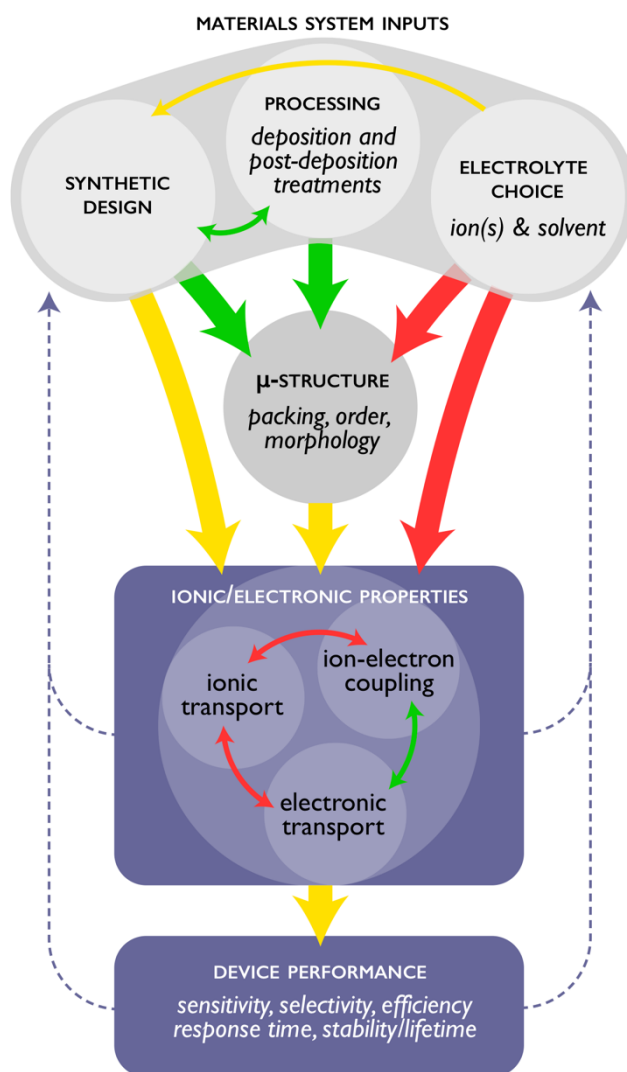 MATERIALS SYSTEM INPUTS
SYNTHETIC
DESIGN
PROCESSING
deposition and
post-deposition
treatments
ELECTROLYTE
CHOICE
ion(s) & solvent
μ-STRUCTURE
packing, order,
morphology
IONIC/ELECTRONIC PROPERTIES
ionic
transport
ion-electron
coupling
electronic
transport
DEVICE PERFORMANCE
sensitivity, selectivity, efficiency
response time, stability/lifetime